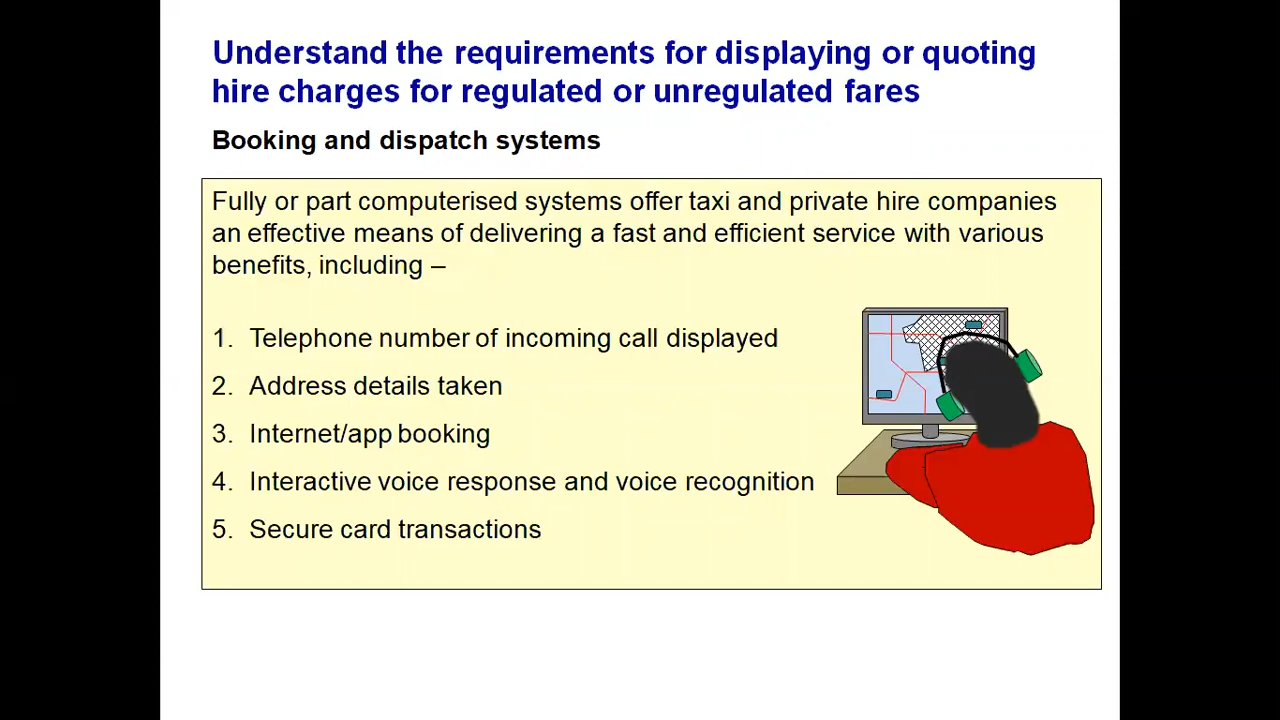 Understand the requirements for displaying or quoting
hire charges for regulated or unregulated fares
Booking and dispatch systems
Fully or part computerised systems offer taxi and private hire companies
an effective means of delivering a fast and efficient service with various
benefits, including –
1. Telephone number of incoming call displayed
2. Address details taken
3. Internet/app booking
4. Interactive voice response and voice recognition
5. Secure card transactions